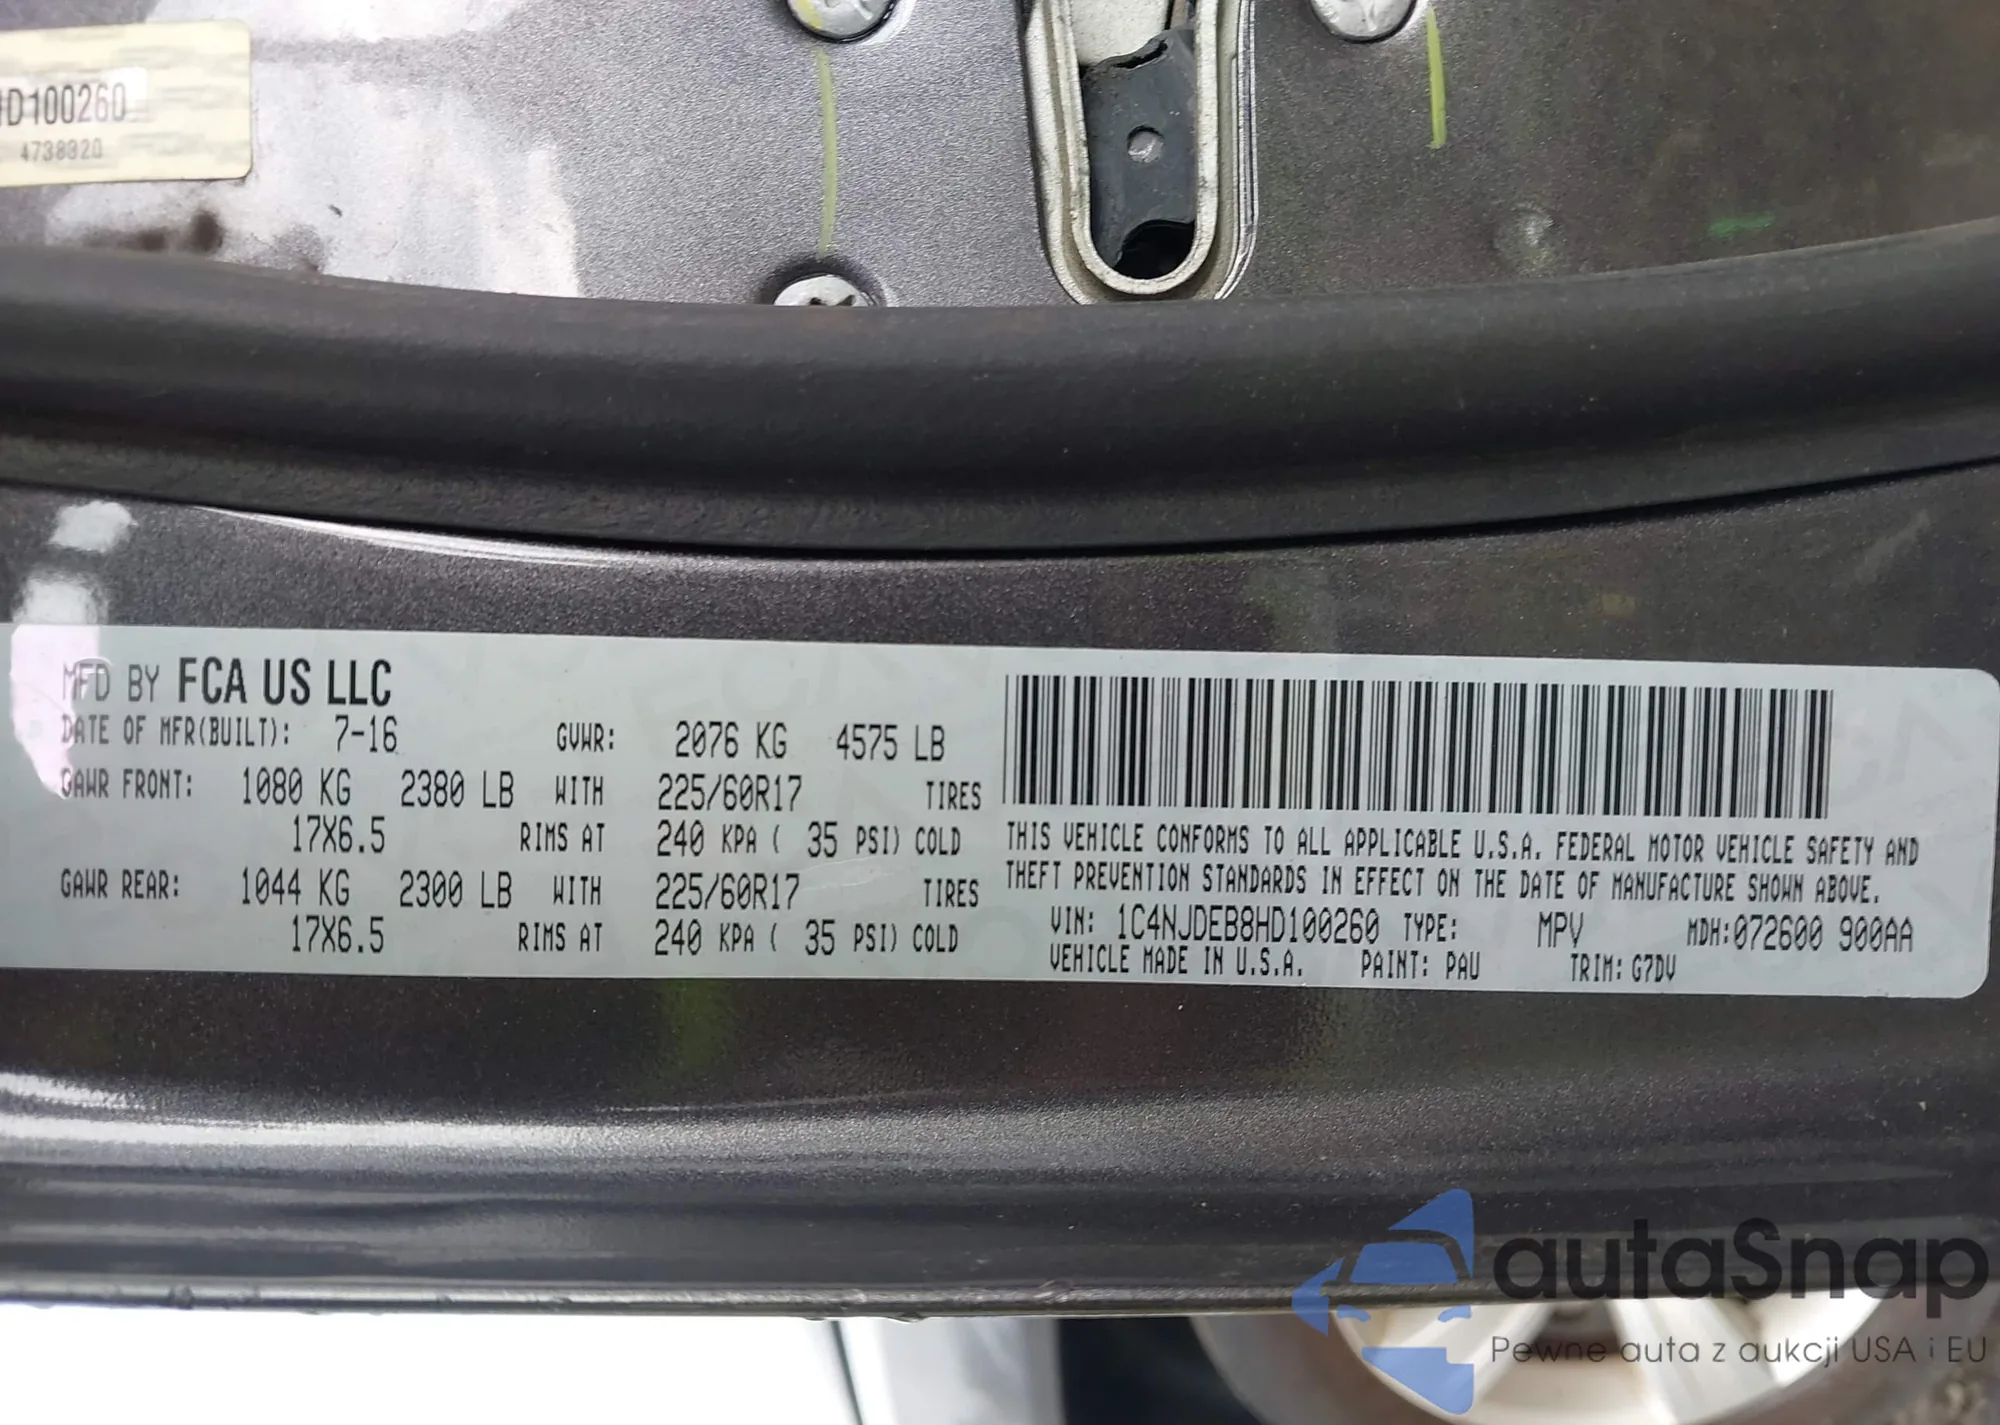 HD100260
4738320
MFD BY FCA US LLC
DATE OF MFR(BUILT): 7-16 GVWR: 2076 KG 4575 LB
GAWR FRONT: 1080 KG 2380 LB WITH 225/60R17 TIRES
17X6.5 RIMS AT 240 KPA ( 35 PSI) COLD
GAWR REAR: 1044 KG 2300 LB WITH 225/60R17 TIRES
17X6.5 RIMS AT 240 KPA ( 35 PSI) COLD
THIS VEHICLE CONFORMS TO ALL APPLICABLE U.S.A. FEDERAL MOTOR VEHICLE SAFETY AND
THEFT PREVENTION STANDARDS IN EFFECT ON THE DATE OF MANUFACTURE SHOWN ABOVE.
VIN: 1C4NJDEB8HD100260 TYPE: MPV MDH:072600 900AA
VEHICLE MADE IN U.S.A. PAINT: PAU TRIM: G7DV
autaSnap
Pewne auta z aukcji USA i EU